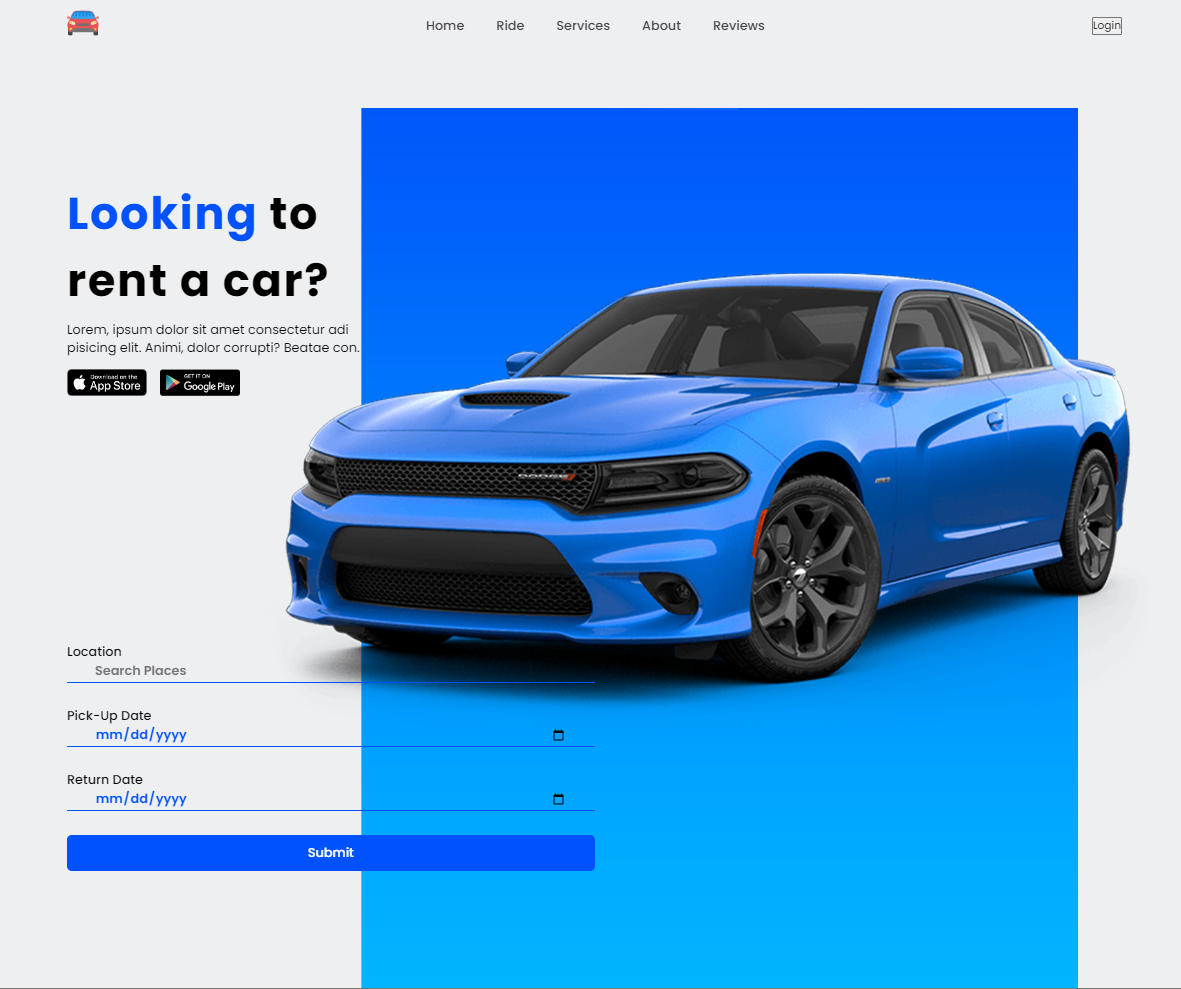 Home Ride Services About Reviews Login
Looking to
rent a car?
Lorem, ipsum dolor sit amet consectetur adi
pisicing elit. Animi, dolor corrupti? Beatae con.
Download on the
App Store
GET IT ON
Google Play
DODGE
Location
Search Places
Pick-Up Date
mm/dd/yyyy
Return Date
mm/dd/yyyy
Submit